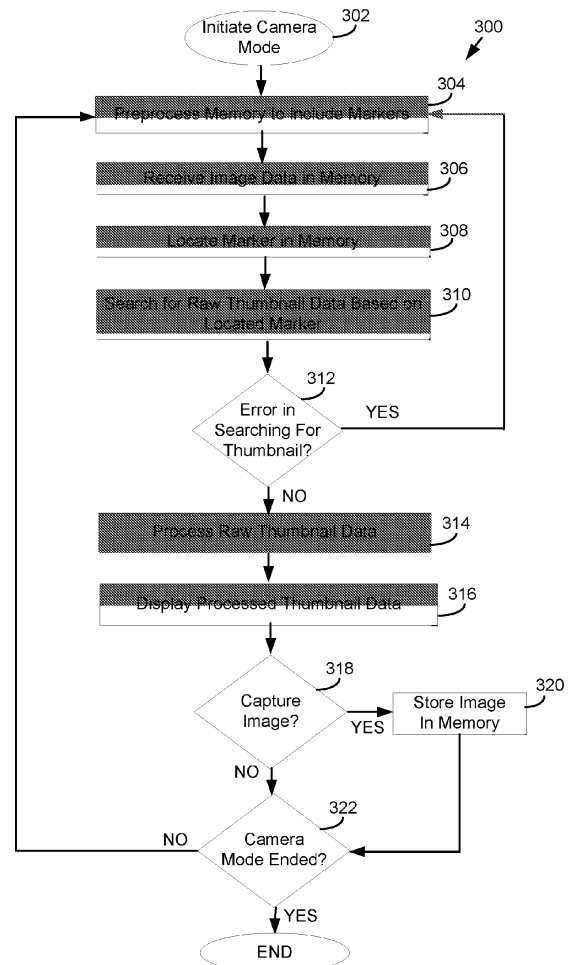 Initiate Camera
Mode
302
300
304
Preprocess Memory to Include Markers
Receive Image Data in Memory
306
Locate Marker in Memory
308
Search for Raw Thumbnail Data Based on
Located Marker
310
312
Error in
Searching For
Thumbnail?
YES
NO
Process Raw Thumbnail Data
314
Display Processed Thumbnail Data
316
318
Capture
Image?
YES
Store Image
In Memory
320
NO
322
Camera
Mode Ended?
NO
YES
END